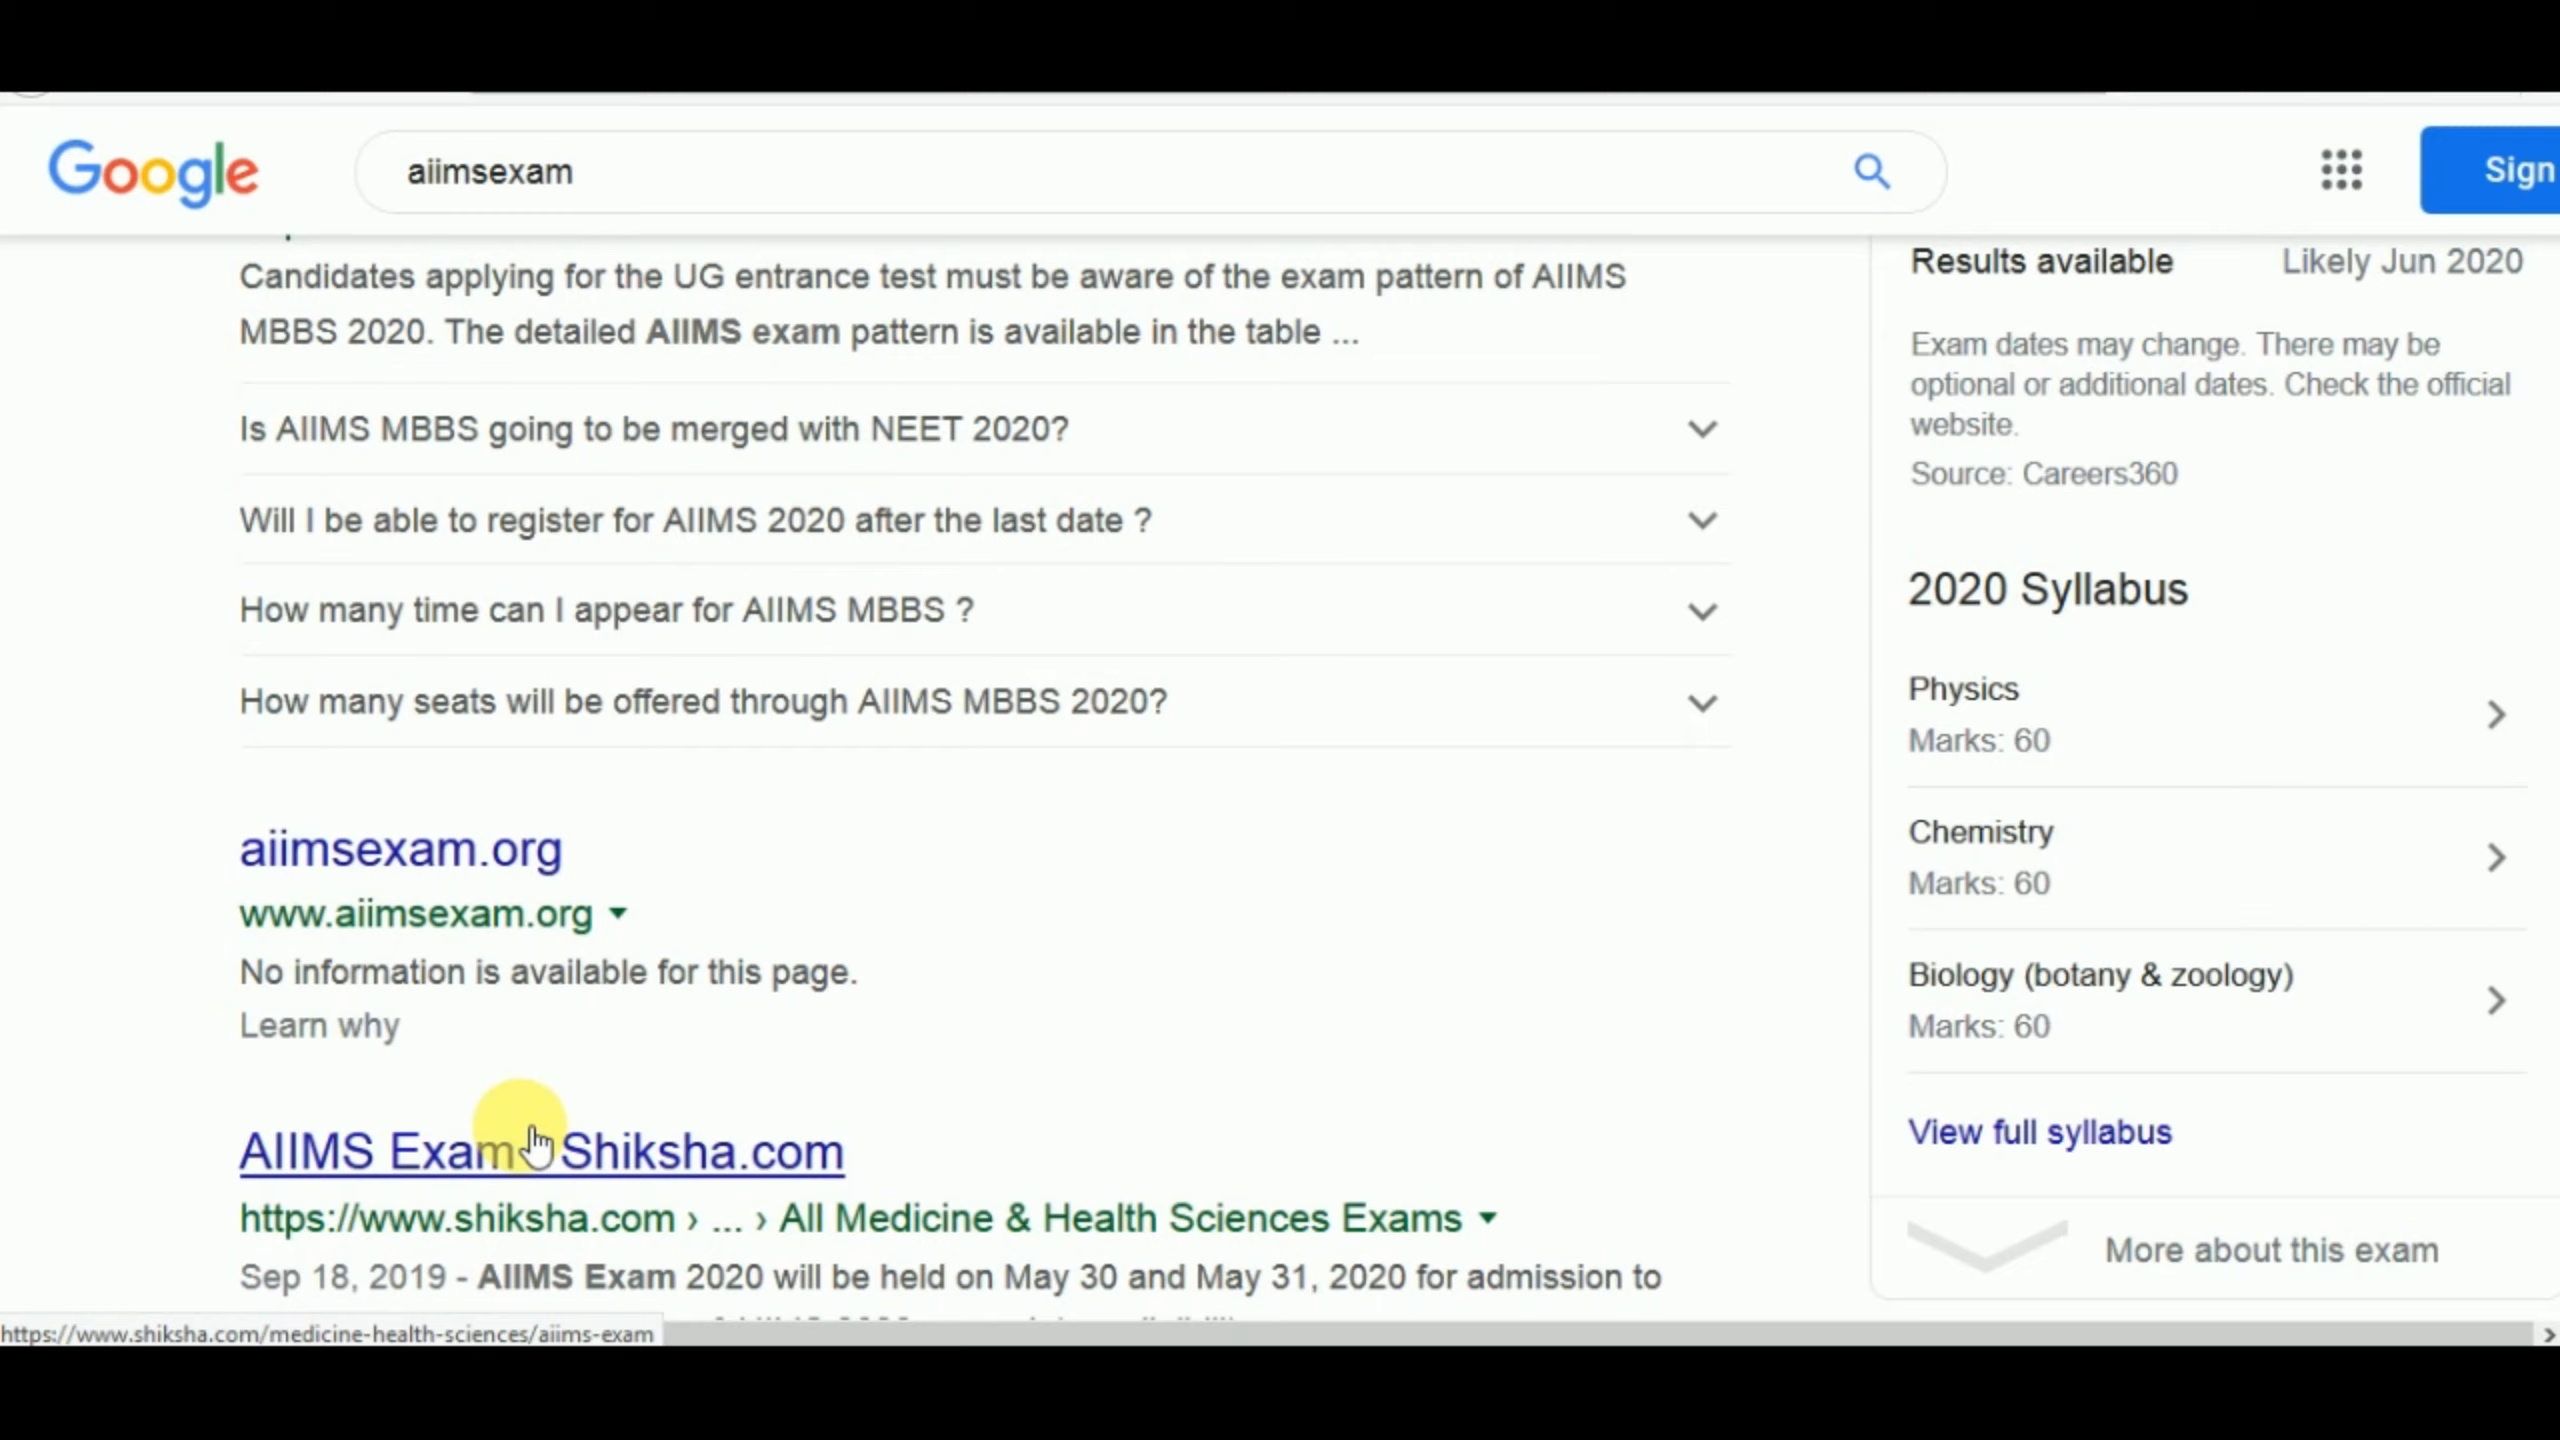 Google
aiimsexam
Sign
Candidates applying for the UG entrance test must be aware of the exam pattern of AIIMS
MBBS 2020. The detailed AIIMS exam pattern is available in the table ...
Is AIIMS MBBS going to be merged with NEET 2020?
Will I be able to register for AIIMS 2020 after the last date ?
How many time can I appear for AIIMS MBBS ?
How many seats will be offered through AIIMS MBBS 2020?
aiimsexam.org
www.aiimsexam.org
No information is available for this page.
Learn why
AIIMS Exam Shiksha.com
https://www.shiksha.com › ... › All Medicine & Health Sciences Exams
Sep 18, 2019 - AIIMS Exam 2020 will be held on May 30 and May 31, 2020 for admission to
https://www.shiksha.com/medicine-health-sciences/aiims-exam
Results available Likely Jun 2020
Exam dates may change. There may be
optional or additional dates. Check the official
website.
Source: Careers360
2020 Syllabus
Physics
Marks: 60
Chemistry
Marks: 60
Biology (botany & zoology)
Marks: 60
View full syllabus
More about this exam